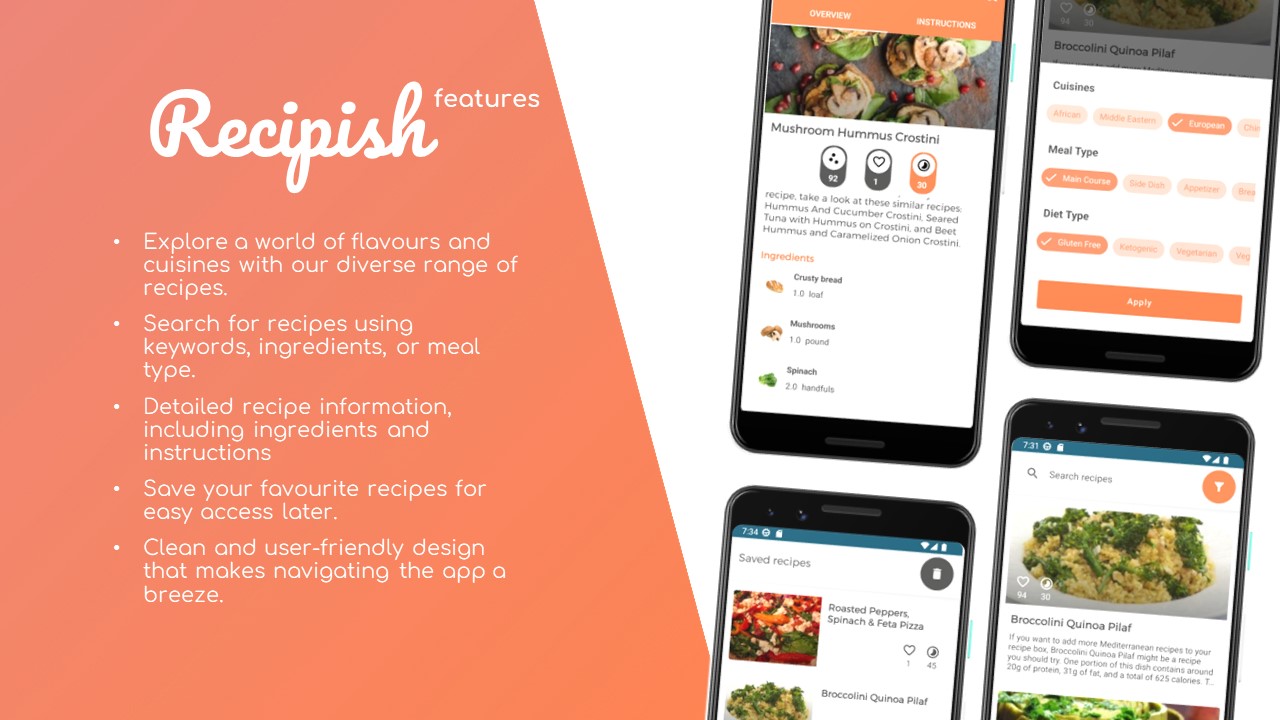 Recipish features
• Explore a world of flavours and
cuisines with our diverse range of
recipes.
• Search for recipes using
keywords, ingredients, or meal
type.
• Detailed recipe information,
including ingredients and
instructions
• Save your favourite recipes for
easy access later.
• Clean and user-friendly design
that makes navigating the app a
breeze.
OVERVIEW INSTRUCTIONS
Mushroom Hummus Crostini
92 1 30
recipe, take a look at these similar recipes:
Hummus And Cucumber Crostini, Seared
Tuna with Hummus on Crostini, and Beet
Hummus and Caramelized Onion Crostini.
Ingredients
Crusty bread
1.0 loaf
Mushrooms
1.0 pound
Spinach
2.0 handfuls
94 30
Broccolini Quinoa Pilaf
Cuisines
African Middle Eastern European
Meal Type
Main Course Side Dish Appetizer
Diet Type
Gluten Free Ketogenic Vegetarian
Apply
7:34
Saved recipes
Roasted Peppers,
Spinach & Feta Pizza
1 45
Broccolini Quinoa Pilaf
7:31
Search recipes
94 30
Broccolini Quinoa Pilaf
If you want to add more Mediterranean recipes to your
recipe box, Broccolini Quinoa Pilaf might be a recipe
you should try. One portion of this dish contains around
20g of protein, 31g of fat, and a total of 625 calories. T...